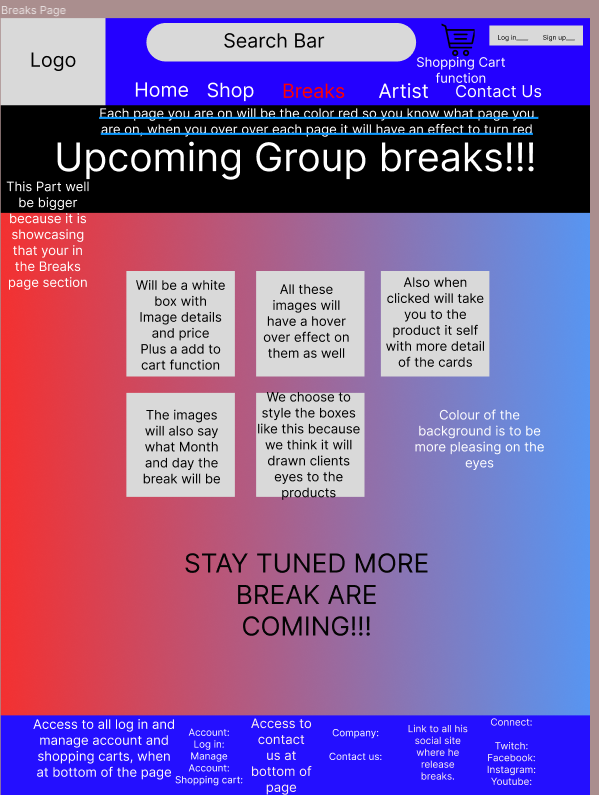 Breaks Page
Logo
Search Bar
Log in___ Sign up__
Shopping Cart
function
Home Shop Breaks Artist Contact Us
Each page you are on will be the color red so you know what page you
are on, when you over over each page it will have an effect to turn red
Upcoming Group breaks!!!
This Part well
be bigger
because it is
showcasing
that your in
the Breaks
page section
Will be a white
box with
Image details
and price
Plus a add to
cart function
All these
images will
have a hover
over effect on
them as well
Also when
clicked will take
you to the
product it self
with more detail
of the cards
The images
will also say
what Month
and day the
break will be
We choose to
style the boxes
like this because
we think it will
drawn clients
eyes to the
products
Colour of the
background is to be
more pleasing on the
eyes
STAY TUNED MORE
BREAK ARE
COMING!!!
Access to all log in and
manage account and
shopping carts, when
at bottom of the page
Account:
Log in:
Manage
Account:
Shopping cart:
Access to
contact
us at
bottom of
page
Company:
Contact us:
Link to all his
social site
where he
release
breaks.
Connect:
Twitch:
Facebook:
Instagram:
Youtube: